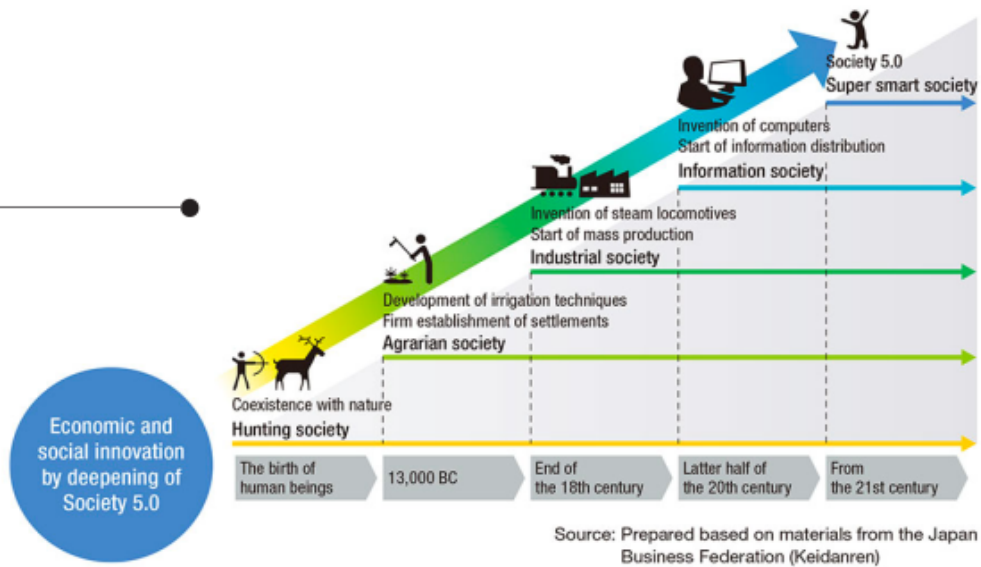 Society 5.0
Super smart society
Invention of computers
Start of information distribution
Information society
Invention of steam locomotives
Start of mass production
Industrial society
Development of irrigation techniques
Firm establishment of settlements
Agrarian society
Coexistence with nature
Hunting society
Economic and
social innovation
by deepening of
Society 5.0
The birth of
human beings
13,000 BC
End of
the 18th century
Latter half of
the 20th century
From
the 21st century
Source: Prepared based on materials from the Japan
Business Federation (Keidanren)